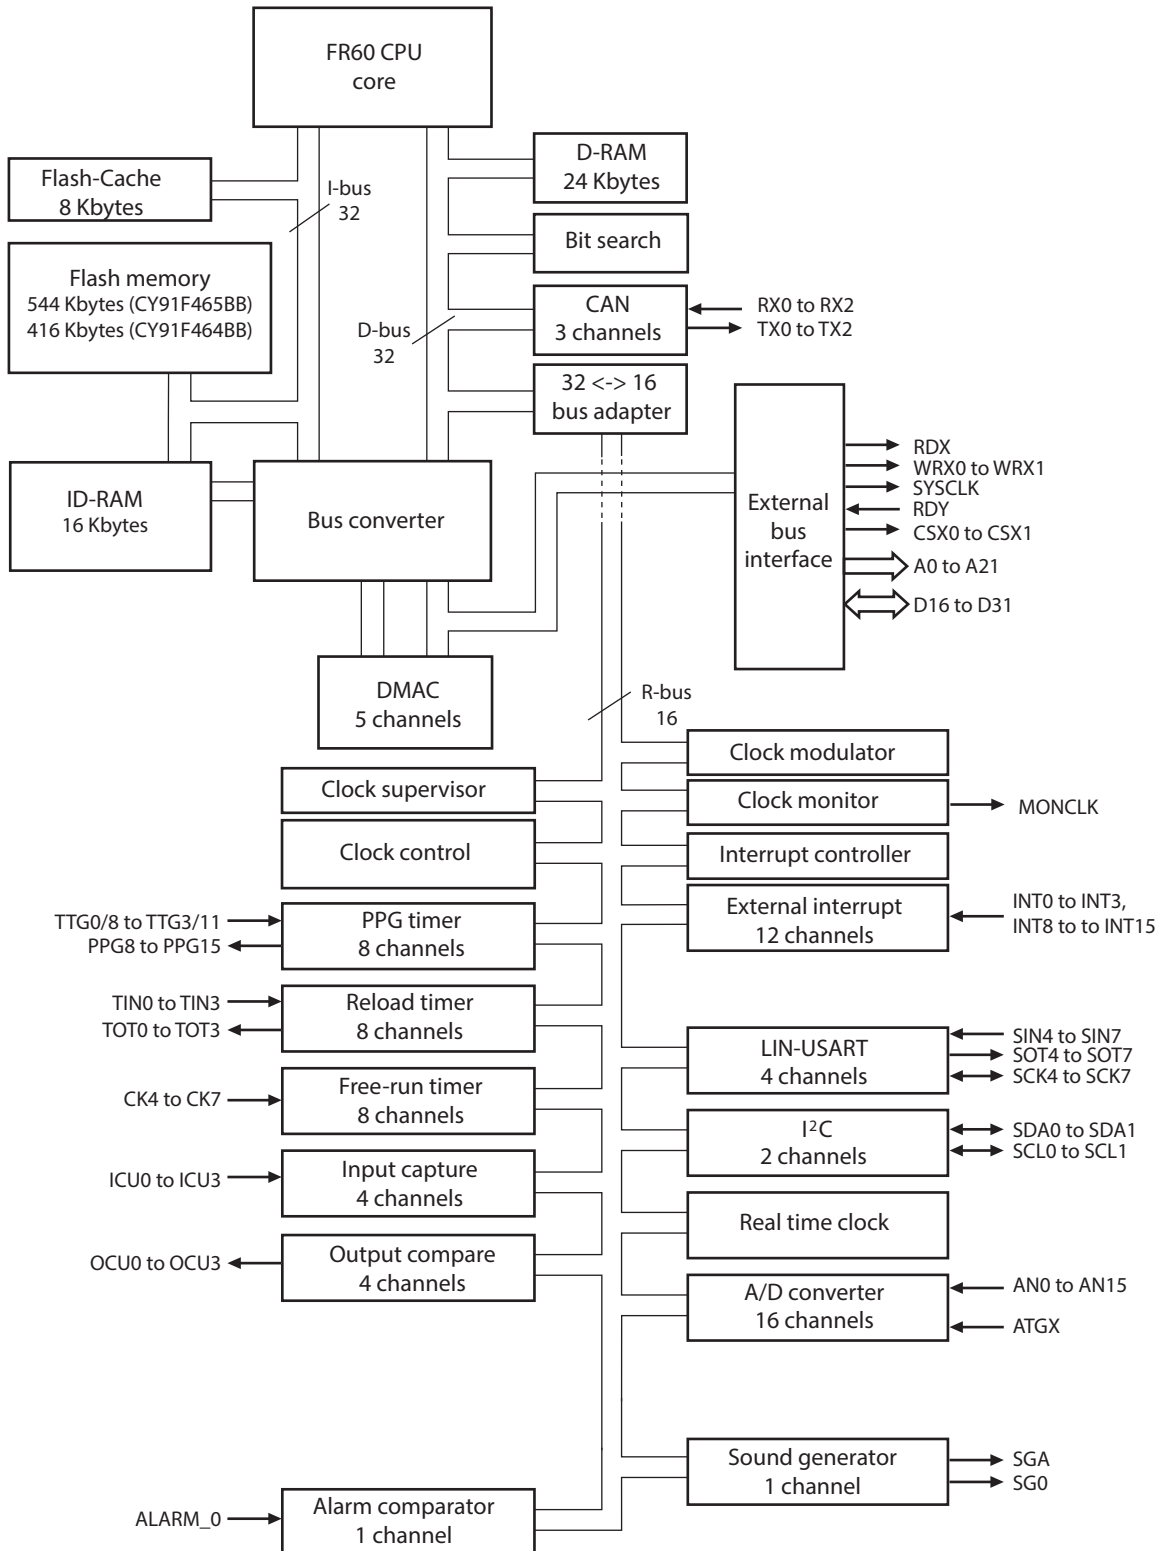 FR60 CPU
core
Flash-Cache
8 Kbytes
I-bus
32
D-RAM
24 Kbytes
Bit search
Flash memory
544 Kbytes (CY91F465BB)
416 Kbytes (CY91F464BB)
D-bus
32
CAN
3 channels
RX0 to RX2
TX0 to TX2
32 <-> 16
bus adapter
ID-RAM
16 Kbytes
Bus converter
External
bus
interface
RDX
WRX0 to WRX1
SYSCLK
RDY
CSX0 to CSX1
A0 to A21
D16 to D31
DMAC
5 channels
R-bus
16
Clock supervisor
Clock control
TTG0/8 to TTG3/11
PPG8 to PPG15
PPG timer
8 channels
TIN0 to TIN3
TOT0 to TOT3
Reload timer
8 channels
CK4 to CK7
Free-run timer
8 channels
ICU0 to ICU3
Input capture
4 channels
OCU0 to OCU3
Output compare
4 channels
ALARM_0
Alarm comparator
1 channel
Clock modulator
Clock monitor
MONCLK
Interrupt controller
External interrupt
12 channels
INT0 to INT3,
INT8 to to INT15
LIN-USART
4 channels
SIN4 to SIN7
SOT4 to SOT7
SCK4 to SCK7
I²C
2 channels
SDA0 to SDA1
SCL0 to SCL1
Real time clock
A/D converter
16 channels
AN0 to AN15
ATGX
Sound generator
1 channel
SGA
SG0